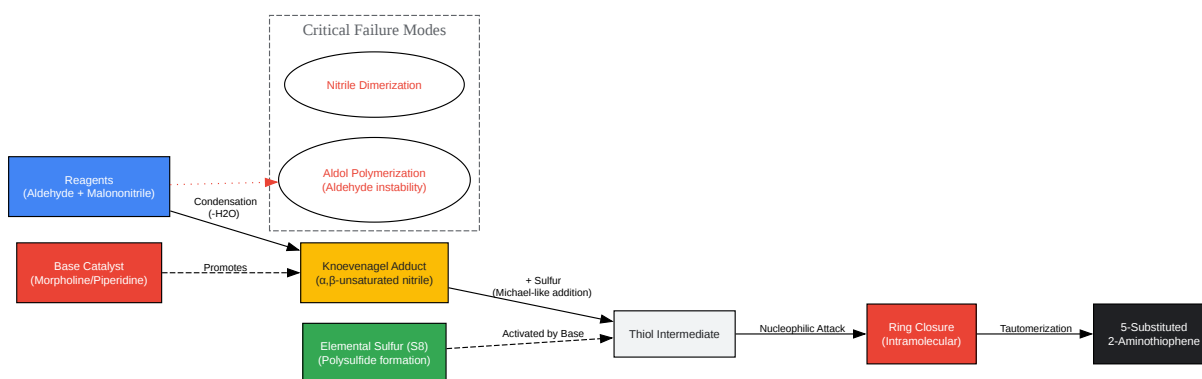 Critical Failure Modes
Nitrile Dimerization
Aldol Polymerization
(Aldehyde instability)
Reagents
(Aldehyde + Malononitrile)
Condensation
(-H2O)
Base Catalyst
(Morpholine/Piperidine)
Promotes
Knoevenagel Adduct
(α,β-unsaturated nitrile)
+ Sulfur
(Michael-like addition)
Elemental Sulfur (S8)
(Polysulfide formation)
Activated by Base
Thiol Intermediate
Nucleophilic Attack
Ring Closure
(Intramolecular)
Tautomerization
5-Substituted
2-Aminothiophene